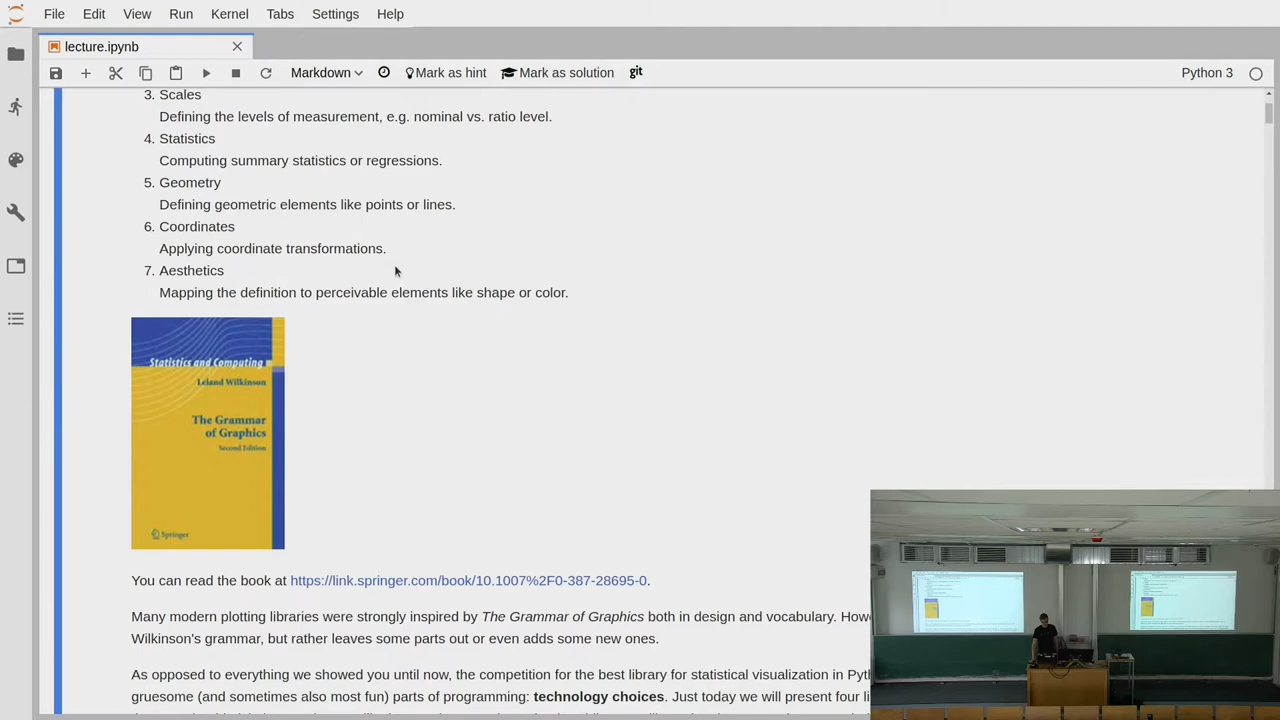 File Edit View Run Kernel Tabs Settings Help
lecture.ipynb
Markdown Mark as hint Mark as solution git Python 3
3. Scales
Defining the levels of measurement, e.g. nominal vs. ratio level.
4. Statistics
Computing summary statistics or regressions.
5. Geometry
Defining geometric elements like points or lines.
6. Coordinates
Applying coordinate transformations.
7. Aesthetics
Mapping the definition to perceivable elements like shape or color.
Statistics and Computing
Leland Wilkinson
The Grammar
of Graphics
Second Edition
Springer
You can read the book at https://link.springer.com/book/10.1007%2F0-387-28695-0.
Many modern plotting libraries were strongly inspired by The Grammar of Graphics both in design and vocabulary. Howe
Wilkinson's grammar, but rather leaves some parts out or even adds some new ones.
As opposed to everything we showed you until now, the competition for the best library for statistical visualization in Pyth
gruesome (and sometimes also most fun) parts of programming: technology choices. Just today we will present four li